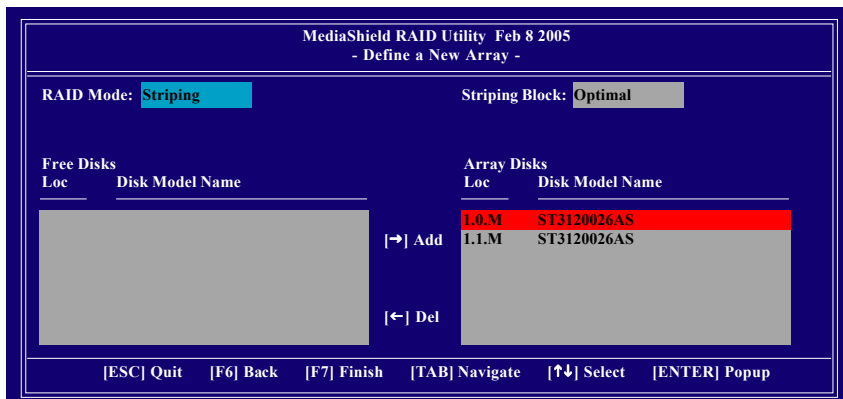 MediaShield RAID Utility Feb 8 2005
- Define a New Array -
RAID Mode: Striping
Striping Block: Optimal
Free Disks
Loc Disk Model Name
Array Disks
Loc Disk Model Name
1.0.M ST3120026AS
1.1.M ST3120026AS
[→] Add
[←] Del
[ESC] Quit [F6] Back [F7] Finish [TAB] Navigate [↑↓] Select [ENTER] Popup